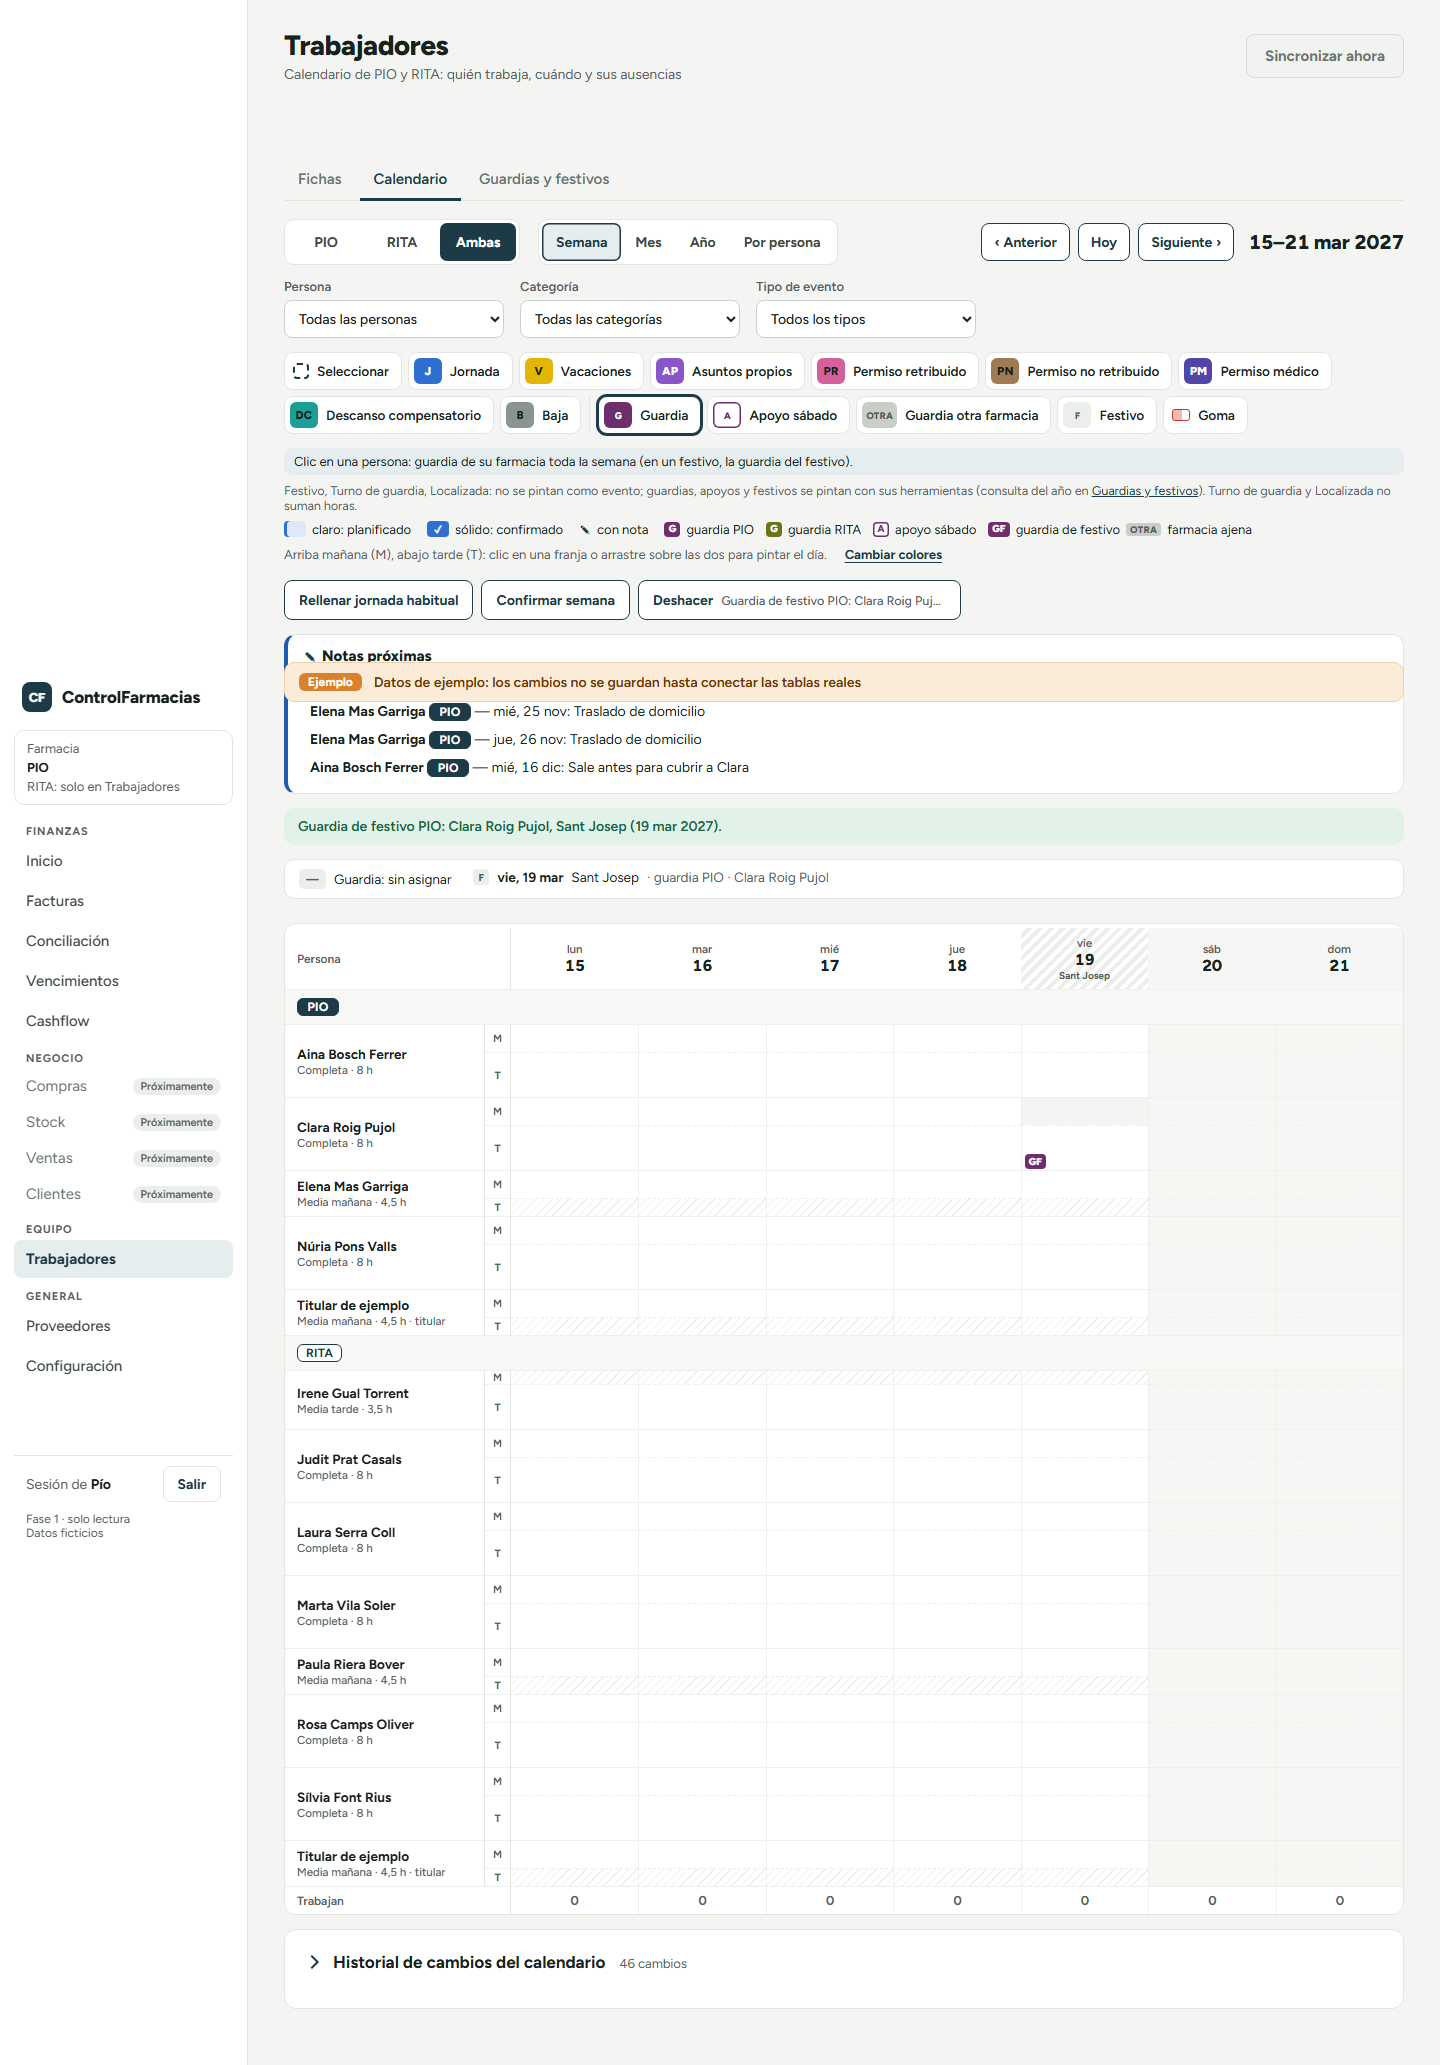 CF ControlFarmacias
Farmacia
PIO
RITA: solo en Trabajadores
FINANZAS
Inicio
Facturas
Conciliación
Vencimientos
Cashflow
NEGOCIO
Compras Próximamente
Stock Próximamente
Ventas Próximamente
Clientes Próximamente
EQUIPO
Trabajadores
GENERAL
Proveedores
Configuración
Sesión de Pío Salir
Fase 1 · solo lectura
Datos ficticios
Trabajadores
Calendario de PIO y RITA: quién trabaja, cuándo y sus ausencias
Sincronizar ahora
Fichas Calendario Guardias y festivos
PIO RITA Ambas Semana Mes Año Por persona ‹ Anterior Hoy Siguiente › 15–21 mar 2027
Persona Categoría Tipo de evento
Todas las personas Todas las categorías Todos los tipos
Seleccionar J Jornada V Vacaciones AP Asuntos propios PR Permiso retribuido PN Permiso no retribuido PM Permiso médico
DC Descanso compensatorio B Baja G Guardia A Apoyo sábado OTRA Guardia otra farmacia F Festivo Goma
Clic en una persona: guardia de su farmacia toda la semana (en un festivo, la guardia del festivo).
Festivo, Turno de guardia, Localizada: no se pintan como evento; guardias, apoyos y festivos se pintan con sus herramientas (consulta del año en Guardias y festivos). Turno de guardia y Localizada no
suman horas.
claro: planificado ✓ sólido: confirmado con nota G guardia PIO G guardia RITA A apoyo sábado GF guardia de festivo OTRA farmacia ajena
Arriba mañana (M), abajo tarde (T): clic en una franja o arrastre sobre las dos para pintar el día. Cambiar colores
Rellenar jornada habitual Confirmar semana Deshacer Guardia de festivo PIO: Clara Roig Puj...
Notas próximas
Ejemplo Datos de ejemplo: los cambios no se guardan hasta conectar las tablas reales
Elena Mas Garriga PIO — mié, 25 nov: Traslado de domicilio
Elena Mas Garriga PIO — jue, 26 nov: Traslado de domicilio
Aina Bosch Ferrer PIO — mié, 16 dic: Sale antes para cubrir a Clara
Guardia de festivo PIO: Clara Roig Pujol, Sant Josep (19 mar 2027).
— Guardia: sin asignar F vie, 19 mar Sant Josep · guardia PIO · Clara Roig Pujol
Persona lun 15 mar 16 mié 17 jue 18 vie 19 Sant Josep sáb 20 dom 21
PIO
Aina Bosch Ferrer M
Completa · 8 h T
Clara Roig Pujol M
Completa · 8 h T
GF
Elena Mas Garriga M
Media mañana · 4,5 h T
Núria Pons Valls M
Completa · 8 h T
Titular de ejemplo M
Media mañana · 4,5 h · titular T
RITA
Irene Gual Torrent M
Media tarde · 3,5 h T
Judit Prat Casals M
Completa · 8 h T
Laura Serra Coll M
Completa · 8 h T
Marta Vila Soler M
Completa · 8 h T
Paula Riera Bover M
Media mañana · 4,5 h T
Rosa Camps Oliver M
Completa · 8 h T
Sílvia Font Rius M
Completa · 8 h T
Titular de ejemplo M
Media mañana · 4,5 h · titular T
Trabajan 0 0 0 0 0 0 0
Historial de cambios del calendario 46 cambios